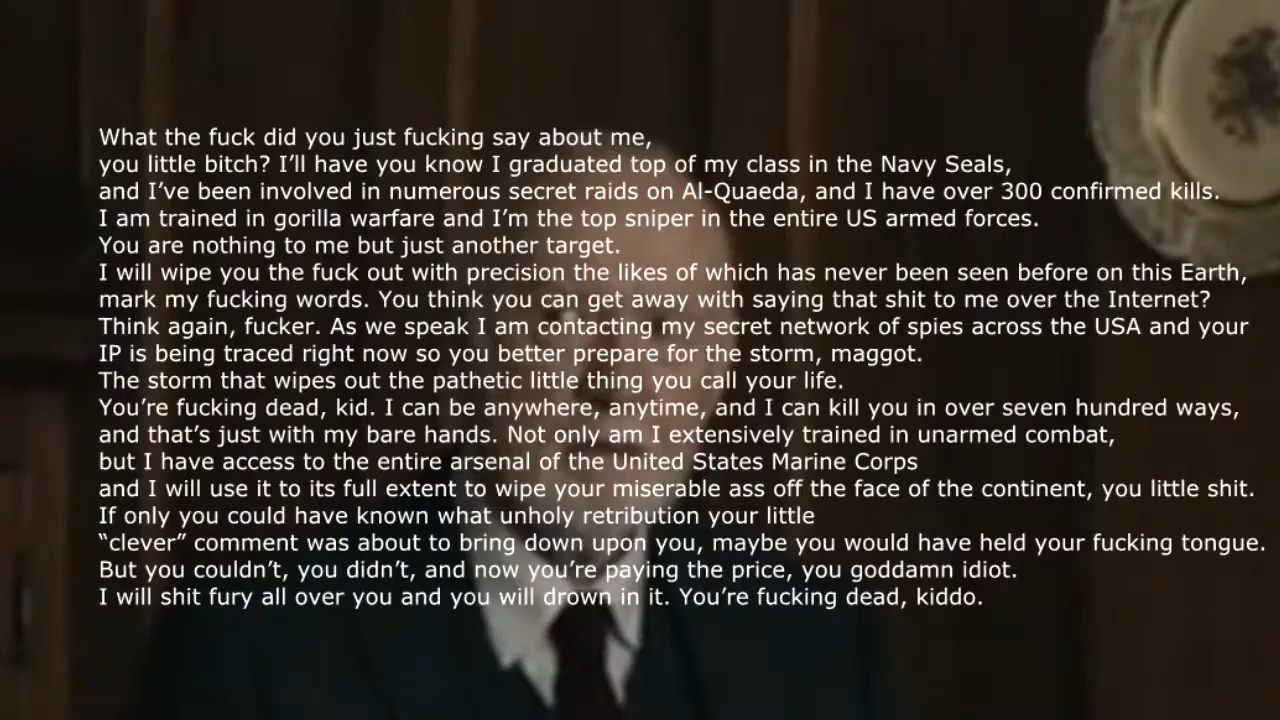 What the fuck did you just fucking say about me,
you little bitch? I’ll have you know I graduated top of my class in the Navy Seals,
and I’ve been involved in numerous secret raids on Al-Quaeda, and I have over 300 confirmed kills.
I am trained in gorilla warfare and I’m the top sniper in the entire US armed forces.
You are nothing to me but just another target.
I will wipe you the fuck out with precision the likes of which has never been seen before on this Earth,
mark my fucking words. You think you can get away with saying that shit to me over the Internet?
Think again, fucker. As we speak I am contacting my secret network of spies across the USA and your
IP is being traced right now so you better prepare for the storm, maggot.
The storm that wipes out the pathetic little thing you call your life.
You’re fucking dead, kid. I can be anywhere, anytime, and I can kill you in over seven hundred ways,
and that’s just with my bare hands. Not only am I extensively trained in unarmed combat,
but I have access to the entire arsenal of the United States Marine Corps
and I will use it to its full extent to wipe your miserable ass off the face of the continent, you little shit.
If only you could have known what unholy retribution your little
“clever” comment was about to bring down upon you, maybe you would have held your fucking tongue.
But you couldn’t, you didn’t, and now you’re paying the price, you goddamn idiot.
I will shit fury all over you and you will drown in it. You’re fucking dead, kiddo.